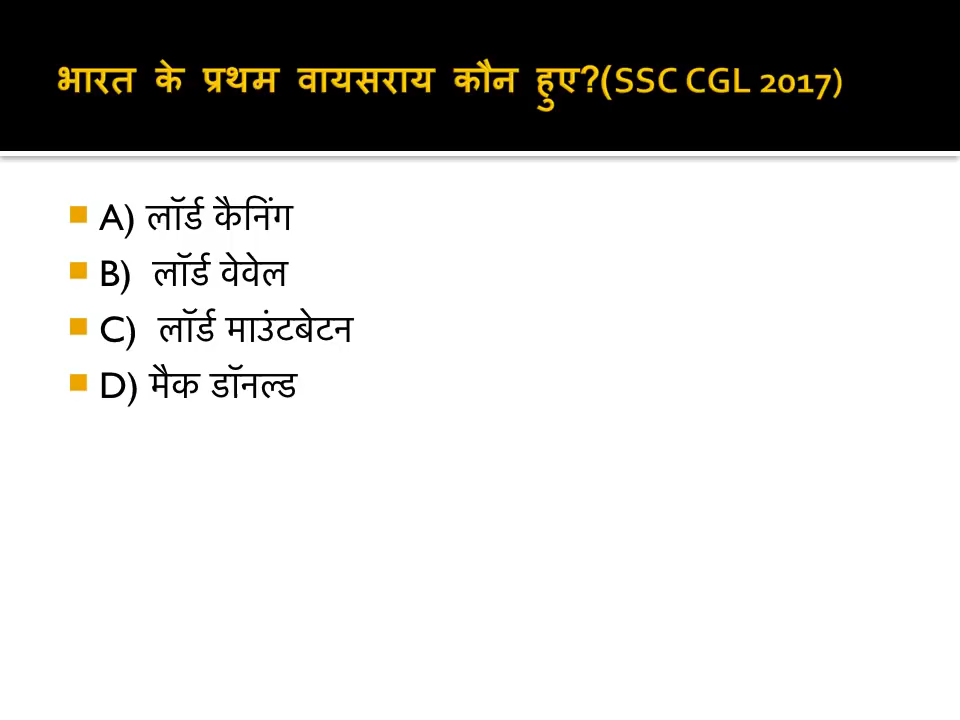 भारत के प्रथम वायसराय कौन हुए?(SSC CGL 2017)
A) लॉर्ड कैनिंग
B) लॉर्ड वेवेल
C) लॉर्ड माउंटबेटन
D) मैक डॉनल्ड